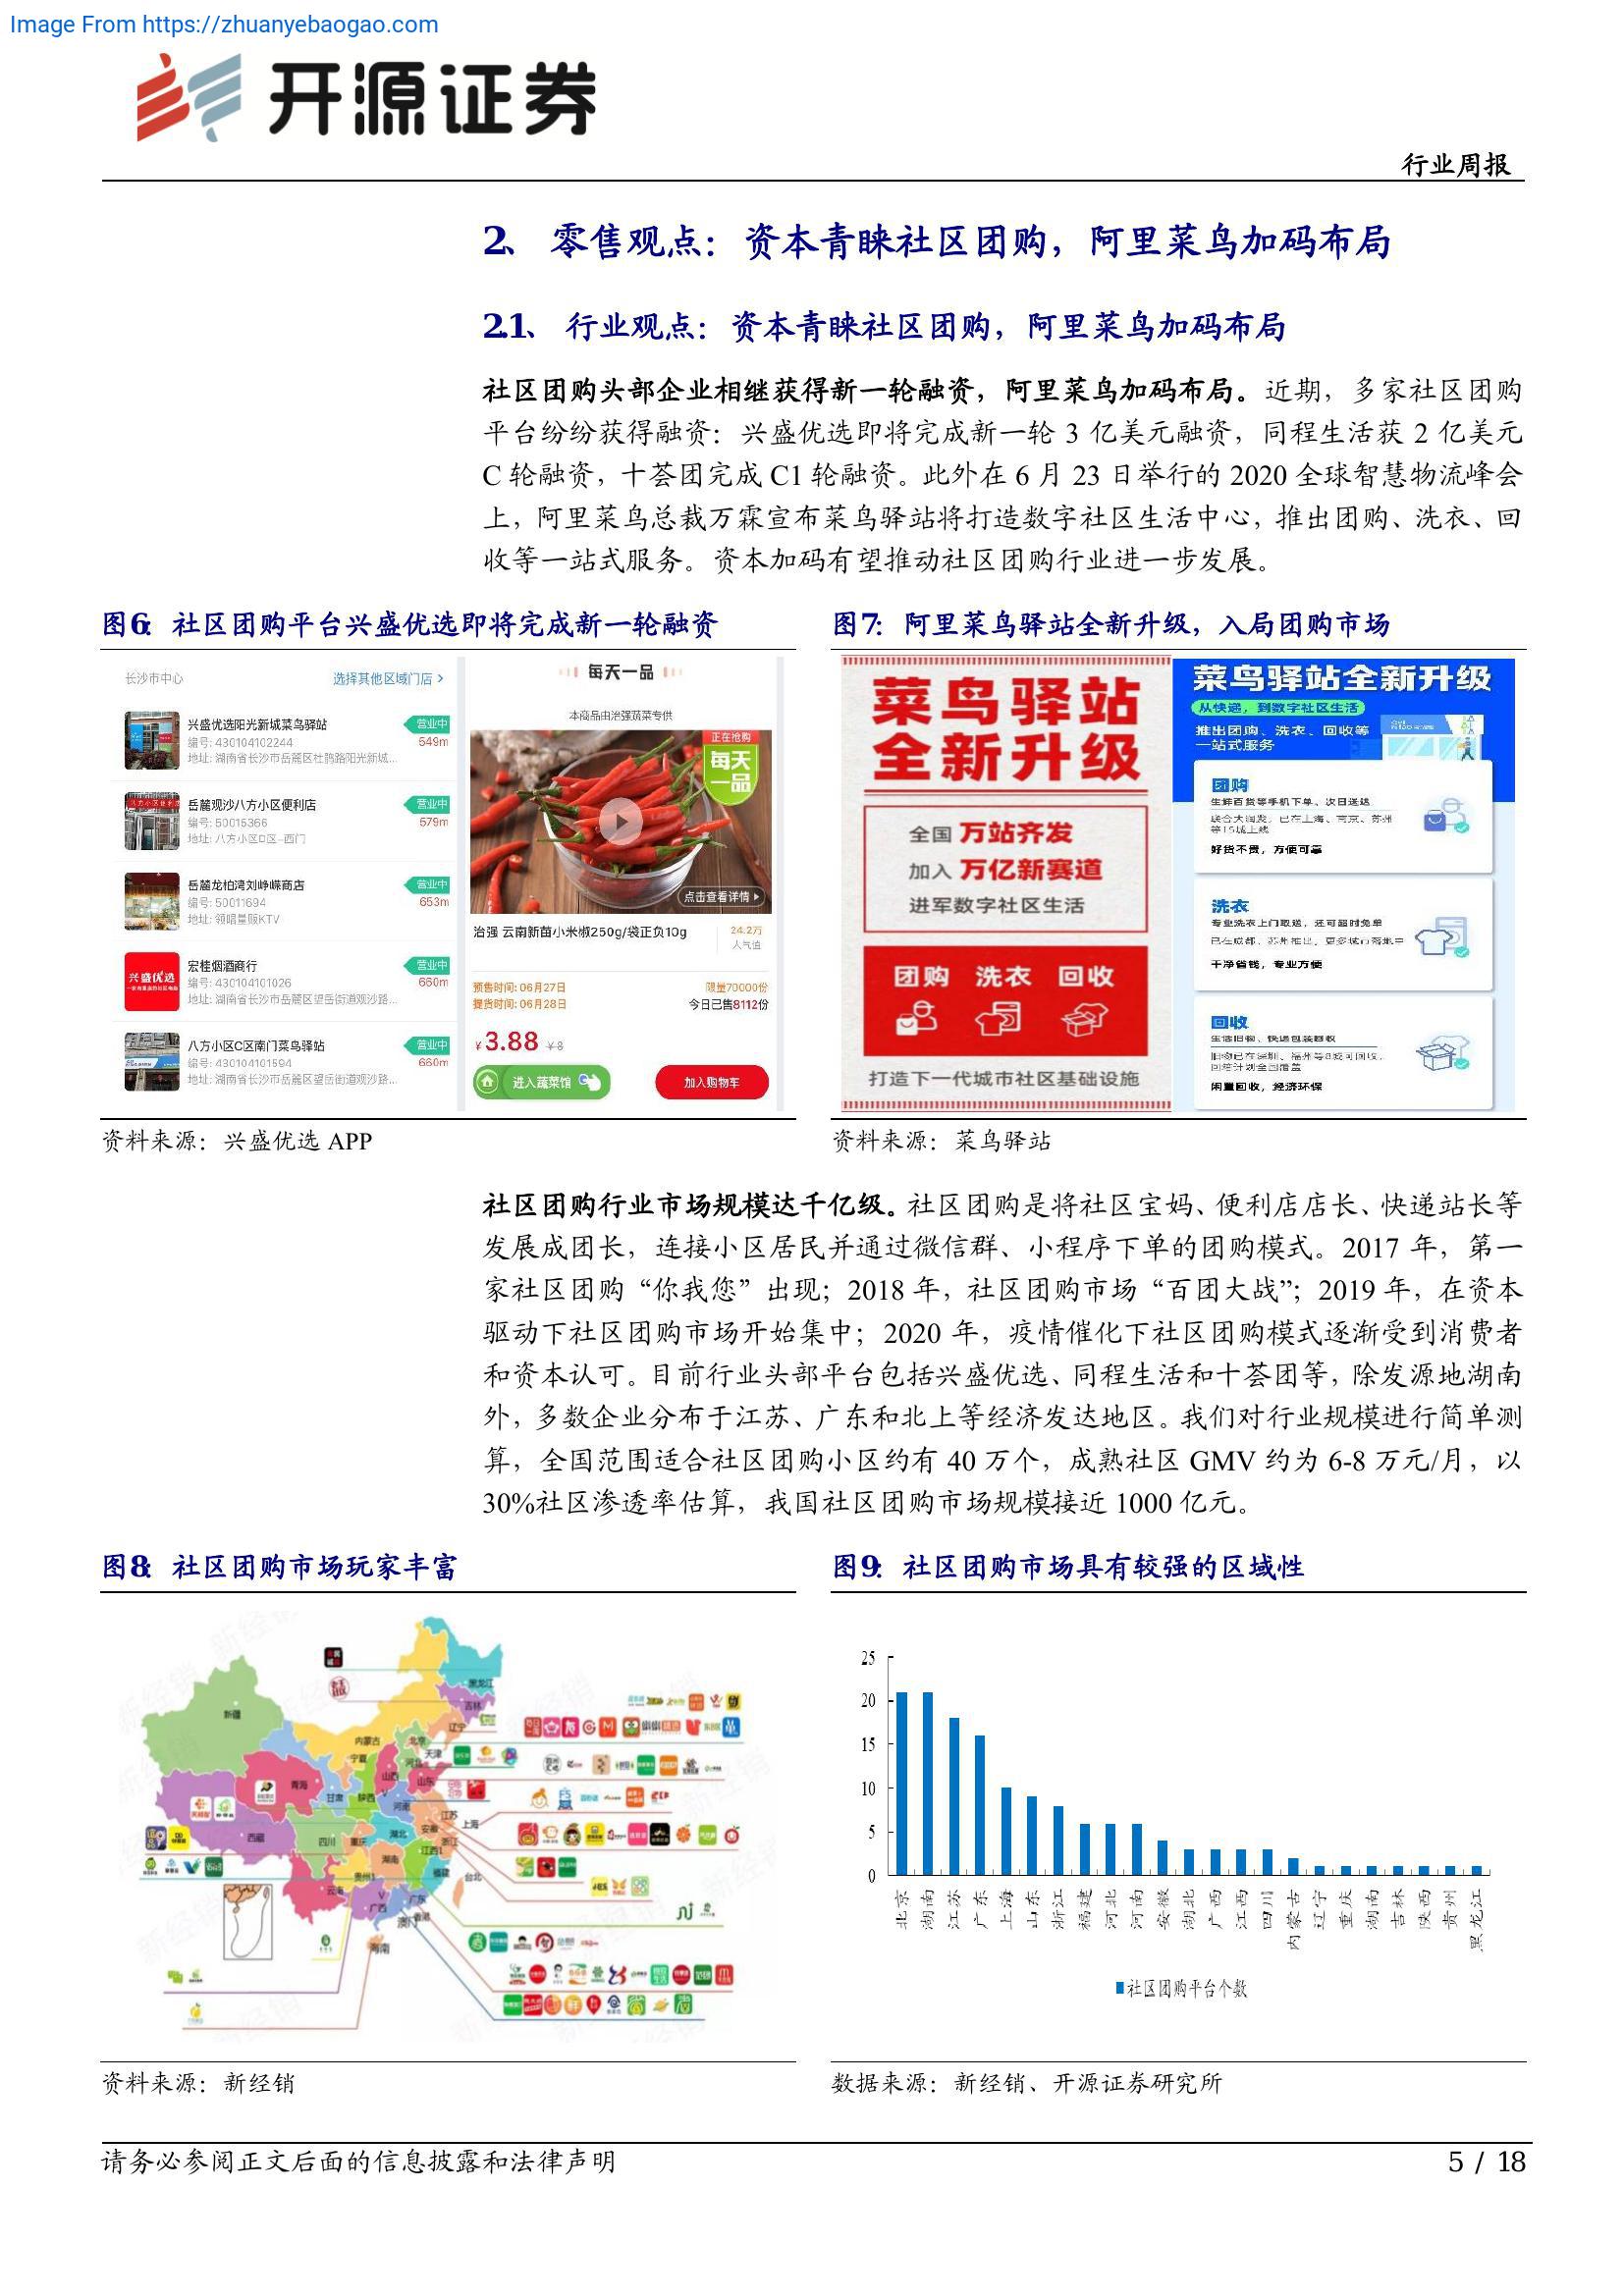 Image From https://zhuanyebaogao.com
开源证券
行业周报
2、 零售观点：资本青睐社区团购，阿里菜鸟加码布局
2.1、 行业观点：资本青睐社区团购，阿里菜鸟加码布局
社区团购头部企业相继获得新一轮融资，阿里菜鸟加码布局。近期，多家社区团购
平台纷纷获得融资：兴盛优选即将完成新一轮 3 亿美元融资，同程生活获 2 亿美元
C 轮融资，十荟团完成 C1 轮融资。此外在 6 月 23 日举行的 2020 全球智慧物流峰会
上，阿里菜鸟总裁万霖宣布菜鸟驿站将打造数字社区生活中心，推出团购、洗衣、回
收等一站式服务。资本加码有望推动社区团购行业进一步发展。
图6：社区团购平台兴盛优选即将完成新一轮融资
长沙市中心 选择其他区域门店 >
兴盛优选阳光新城菜鸟驿站 营业中
编号: 430104102244 549m
地址: 湖南省长沙市岳麓区杜鹃路阳光新城...
岳麓观沙八方小区便利店 营业中
编号: 50015366 579m
地址: 八方小区D区--西门
岳麓龙柏湾刘峥嵘商店 营业中
编号: 50011694 653m
宏桂烟酒商行 营业中
编号: 430104101026 660m
地址: 湖南省长沙市岳麓区望岳街道观沙路...
兴盛优选
八方小区C区南门菜鸟驿站 营业中
编号: 430104101594 660m
地址: 湖南省长沙市岳麓区望岳街道观沙路...
每天一品
本商品由治强蔬菜专供
正在抢购
每天
一品
点击查看详情
治强 云南新苗小米椒250g/袋正负10g 24.2万
人气值
预售时间: 06月27日 限量70000份
提货时间: 06月28日 今日已售8112份
¥3.88 ¥8
进入蔬菜馆 加入购物车
资料来源：兴盛优选 APP
图7：阿里菜鸟驿站全新升级，入局团购市场
菜鸟驿站
全新升级
全国 万站齐发
加入 万亿新赛道
进军数字社区生活
团购 洗衣 回收
打造下一代城市社区基础设施
菜鸟驿站全新升级
从快递，到数字社区生活
推出团购、洗衣、回收等
一站式服务
团购
生鲜百货等手机下单、次日送达
联合大润发，已在上海、南京、苏州
等15城上线
好货不贵，方便可靠
洗衣
专业洗衣上门取送，还可超时免单
干净省钱，专业方便
回收
生活旧物、快递包装回收
闲置回收，经济环保
资料来源：菜鸟驿站
社区团购行业市场规模达千亿级。社区团购是将社区宝妈、便利店店长、快递站长等
发展成团长，连接小区居民并通过微信群、小程序下单的团购模式。2017 年，第一
家社区团购“你我您”出现；2018 年，社区团购市场“百团大战”；2019 年，在资本
驱动下社区团购市场开始集中；2020 年，疫情催化下社区团购模式逐渐受到消费者
和资本认可。目前行业头部平台包括兴盛优选、同程生活和十荟团等，除发源地湖南
外，多数企业分布于江苏、广东和北上等经济发达地区。我们对行业规模进行简单测
算，全国范围适合社区团购小区约有 40 万个，成熟社区 GMV 约为 6-8 万元/月，以
30%社区渗透率估算，我国社区团购市场规模接近 1000 亿元。
图8：社区团购市场玩家丰富
黑龙江
吉林
辽宁
新疆
内蒙古
北京
天津
宁夏
河北
山西
山东
青海
甘肃
陕西
河南
江苏
上海
安徽
西藏
四川
重庆
湖北
浙江
湖南
江西
贵州
福建
台北
云南
广西
广东
澳门
香港
海南
资料来源：新经销
图9：社区团购市场具有较强的区域性
25
20
15
10
5
0
北京
湖南
江苏
广东
上海
山东
浙江
福建
河北
河南
安徽
湖北
广西
江西
四川
内蒙古
辽宁
重庆
湖南
吉林
陕西
贵州
黑龙江
社区团购平台个数
数据来源：新经销、开源证券研究所
请务必参阅正文后面的信息披露和法律声明
5 / 18